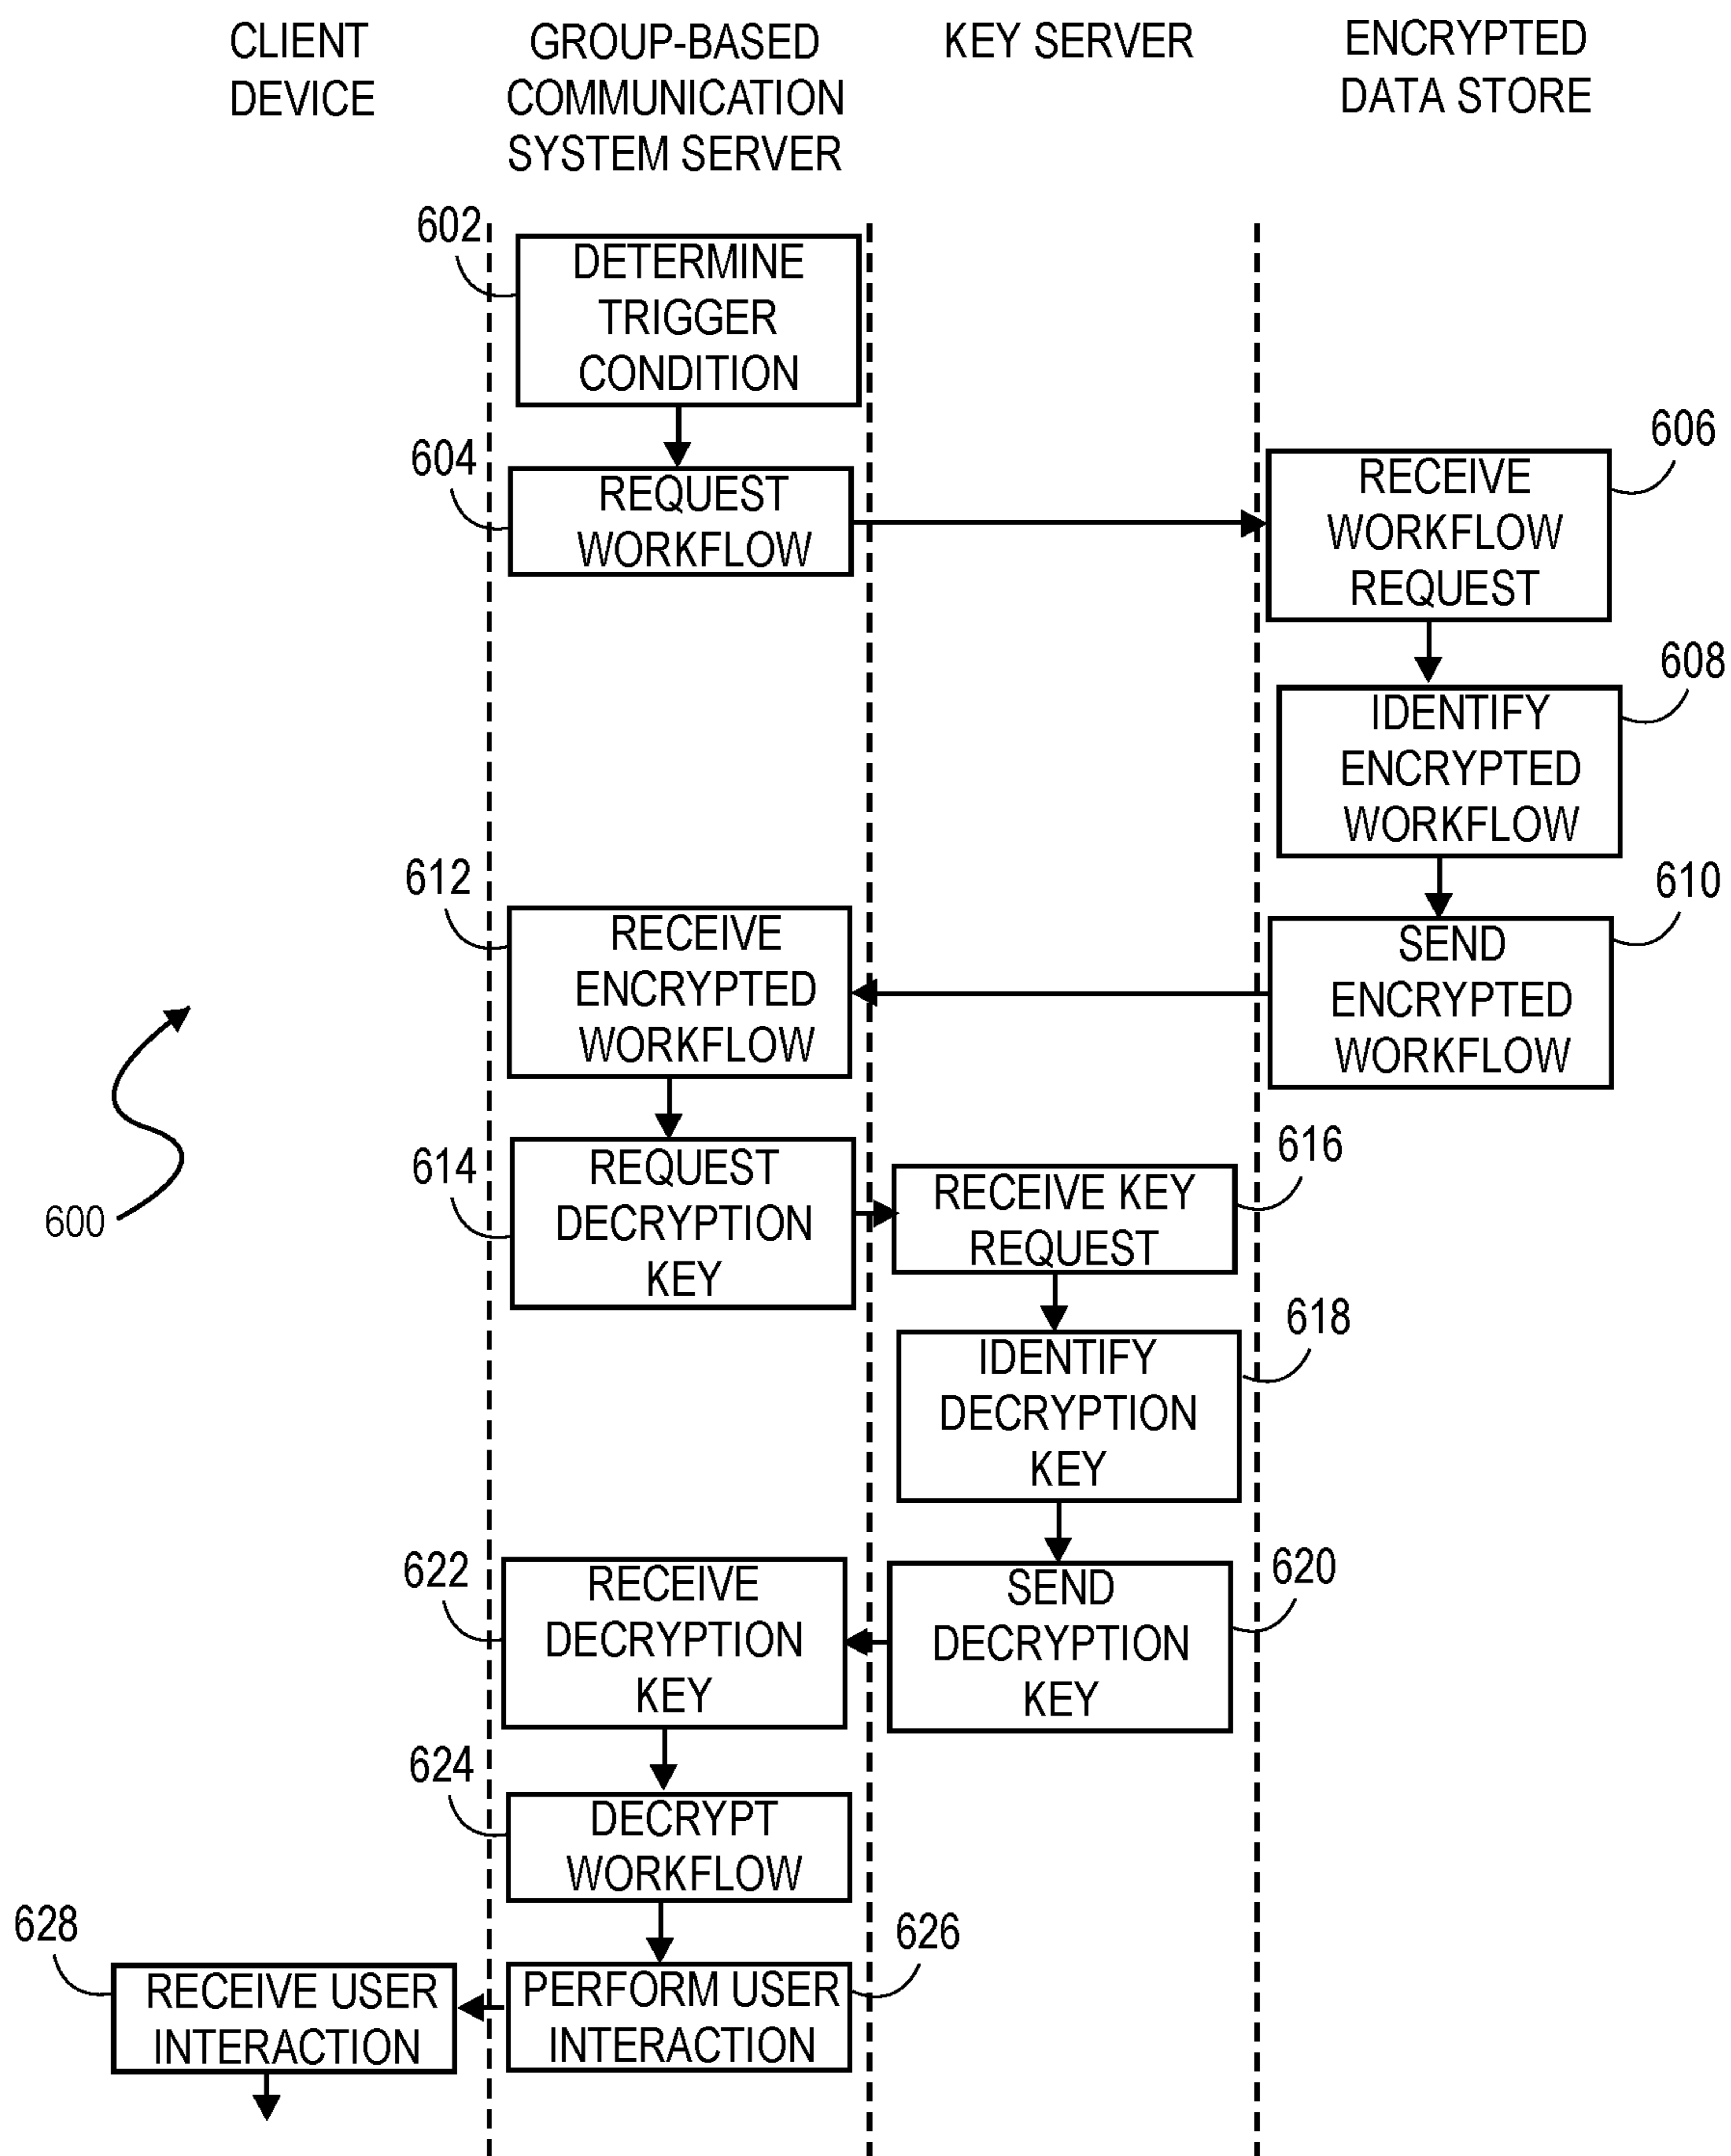 CLIENT
DEVICE
GROUP-BASED
COMMUNICATION
SYSTEM SERVER
KEY SERVER
ENCRYPTED
DATA STORE
602
DETERMINE
TRIGGER
CONDITION
604
REQUEST
WORKFLOW
606
RECEIVE
WORKFLOW
REQUEST
608
IDENTIFY
ENCRYPTED
WORKFLOW
610
SEND
ENCRYPTED
WORKFLOW
612
RECEIVE
ENCRYPTED
WORKFLOW
600
614
REQUEST
DECRYPTION
KEY
616
RECEIVE KEY
REQUEST
618
IDENTIFY
DECRYPTION
KEY
620
SEND
DECRYPTION
KEY
622
RECEIVE
DECRYPTION
KEY
624
DECRYPT
WORKFLOW
626
PERFORM USER
INTERACTION
628
RECEIVE USER
INTERACTION